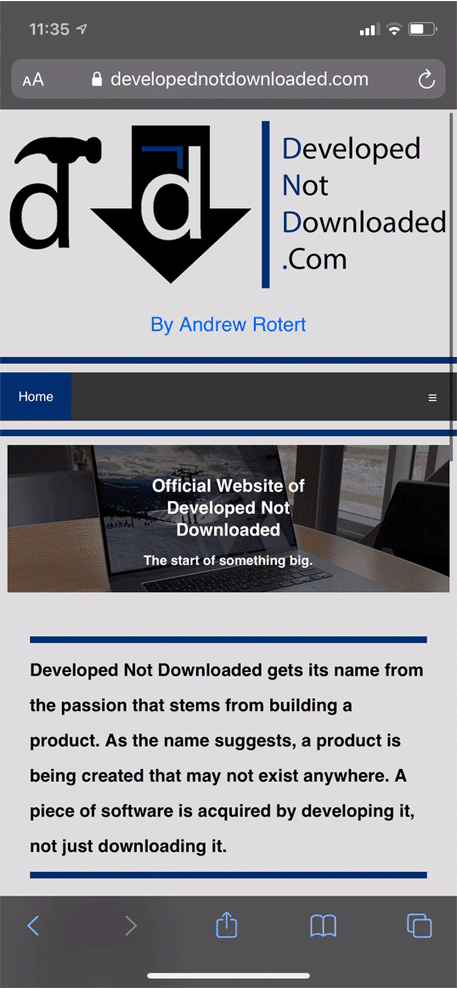 11:35
AA developednotdownloaded.com
d d
Developed
Not
Downloaded
.Com
By Andrew Rotert
Home
Official Website of
Developed Not
Downloaded
The start of something big.
Developed Not Downloaded gets its name from
the passion that stems from building a
product. As the name suggests, a product is
being created that may not exist anywhere. A
piece of software is acquired by developing it,
not just downloading it.